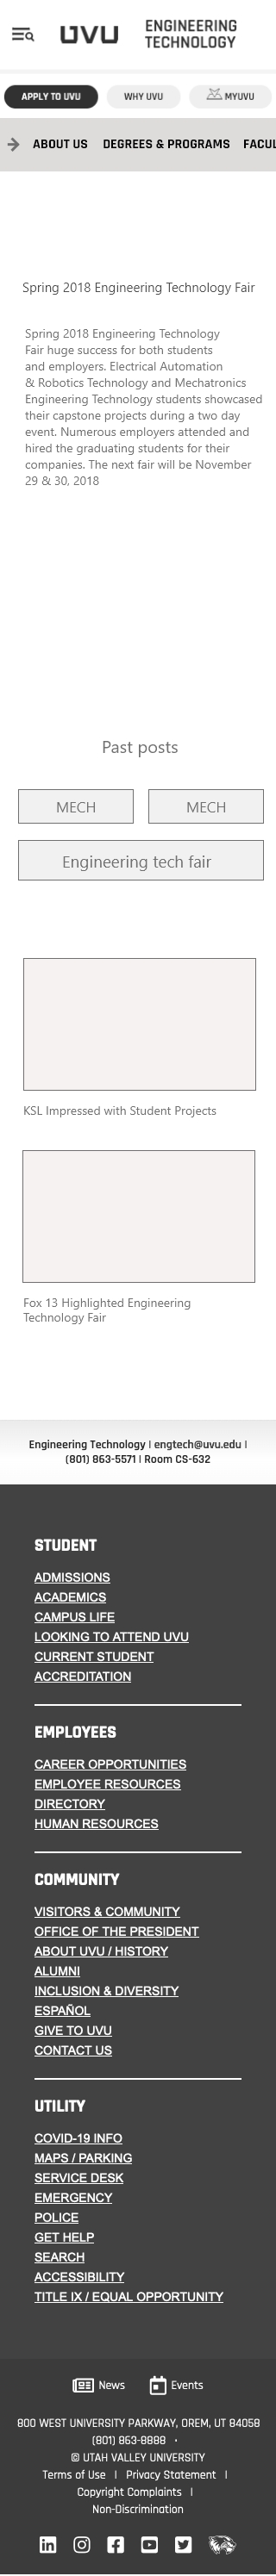 UVU
ENGINEERING
TECHNOLOGY
APPLY TO UVU
WHY UVU
MYUVU
ABOUT US
DEGREES & PROGRAMS
FACUL
Spring 2018 Engineering Technology Fair
Spring 2018 Engineering Technology
Fair huge success for both students
and employers. Electrical Automation
& Robotics Technology and Mechatronics
Engineering Technology students showcased
their capstone projects during a two day
event. Numerous employers attended and
hired the graduating students for their
companies. The next fair will be November
29 & 30, 2018
Past posts
MECH
MECH
Engineering tech fair
KSL Impressed with Student Projects
Fox 13 Highlighted Engineering
Technology Fair
Engineering Technology | engtech@uvu.edu |
(801) 863-5571 | Room CS-632
STUDENT
ADMISSIONS
ACADEMICS
CAMPUS LIFE
LOOKING TO ATTEND UVU
CURRENT STUDENT
ACCREDITATION
EMPLOYEES
CAREER OPPORTUNITIES
EMPLOYEE RESOURCES
DIRECTORY
HUMAN RESOURCES
COMMUNITY
VISITORS & COMMUNITY
OFFICE OF THE PRESIDENT
ABOUT UVU / HISTORY
ALUMNI
INCLUSION & DIVERSITY
ESPAÑOL
GIVE TO UVU
CONTACT US
UTILITY
COVID-19 INFO
MAPS / PARKING
SERVICE DESK
EMERGENCY
POLICE
GET HELP
SEARCH
ACCESSIBILITY
TITLE IX / EQUAL OPPORTUNITY
News
Events
800 WEST UNIVERSITY PARKWAY, OREM, UT 84058
(801) 863-8888 ·
© UTAH VALLEY UNIVERSITY
Terms of Use | Privacy Statement |
Copyright Complaints |
Non-Discrimination